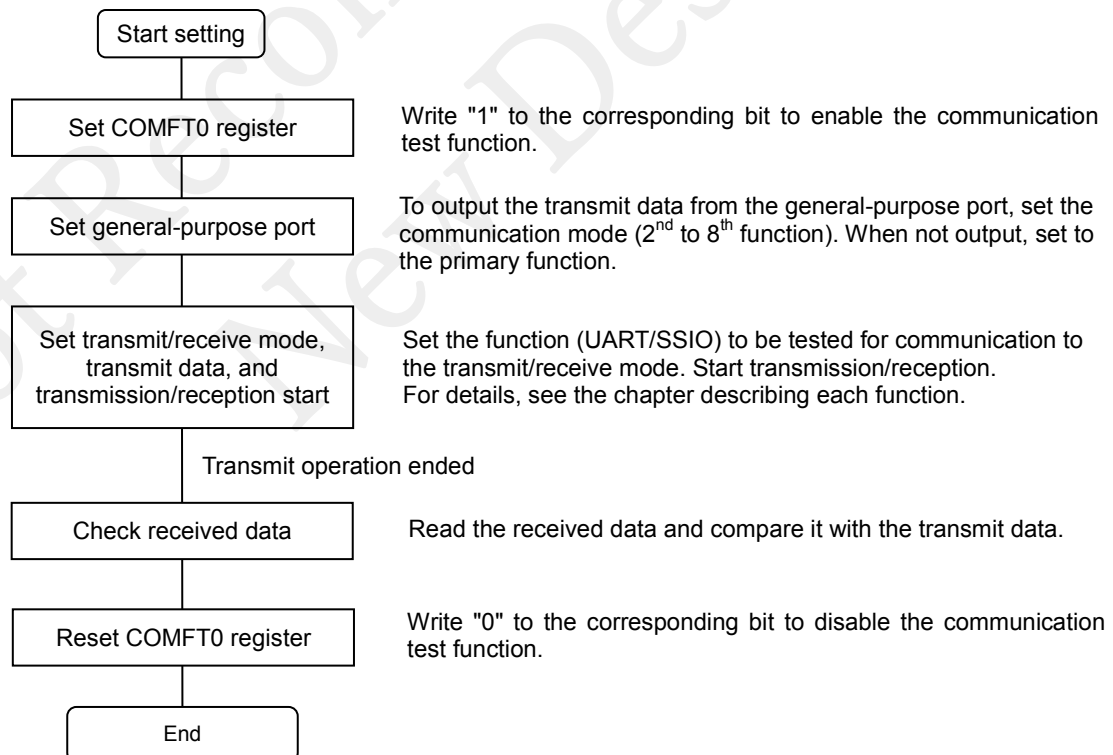 Start setting
Set COMFT0 register
Write "1" to the corresponding bit to enable the communication
test function.
Set general-purpose port
To output the transmit data from the general-purpose port, set the
communication mode (2nd to 8th function). When not output, set to
the primary function.
Set transmit/receive mode,
transmit data, and
transmission/reception start
Set the function (UART/SSIO) to be tested for communication to
the transmit/receive mode. Start transmission/reception.
For details, see the chapter describing each function.
Transmit operation ended
Check received data
Read the received data and compare it with the transmit data.
Reset COMFT0 register
Write "0" to the corresponding bit to disable the communication
test function.
End